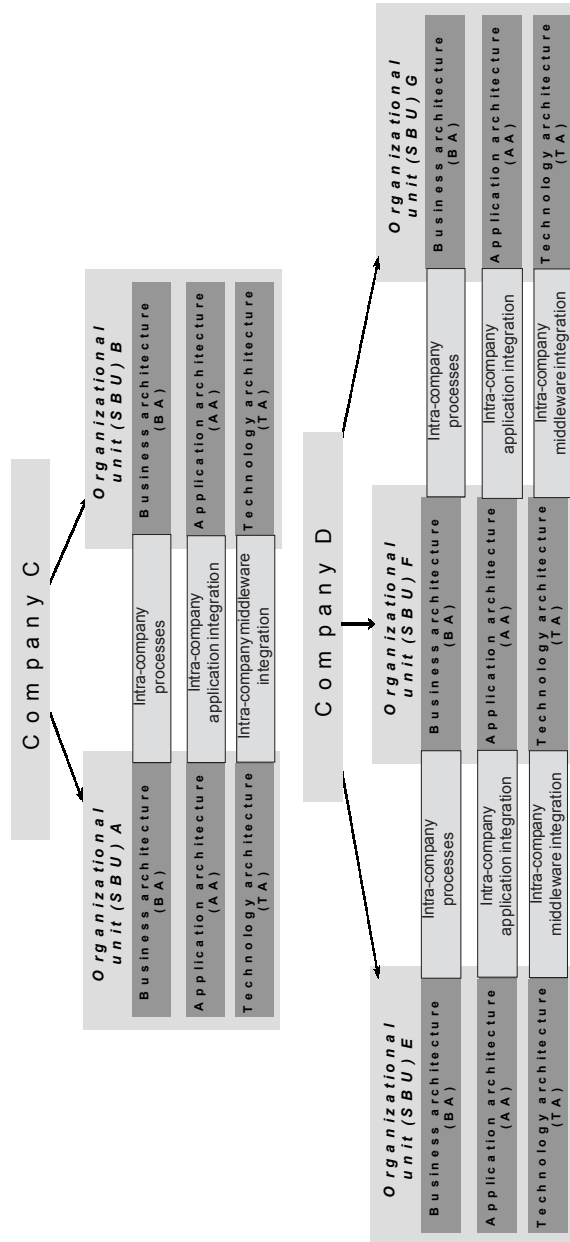 Company C
Organizational
unit (SBU) A
Business architecture
(BA)
Application architecture
(AA)
Technology architecture
(TA)
Intra-company
processes
Intra-company
application integration
Intra-company middleware
integration
Organizational
unit (SBU) B
Business architecture
(BA)
Application architecture
(AA)
Technology architecture
(TA)
Company D
Organizational
unit (SBU) E
Business architecture
(BA)
Application architecture
(AA)
Technology architecture
(TA)
Intra-company
processes
Intra-company
application integration
Intra-company
middleware integration
Organizational
unit (SBU) F
Business architecture
(BA)
Application architecture
(AA)
Technology architecture
(TA)
Intra-company
processes
Intra-company
application integration
Intra-company
middleware integration
Organizational
unit (SBU) G
Business architecture
(BA)
Application architecture
(AA)
Technology architecture
(TA)